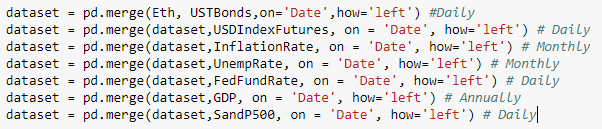 dataset = pd.merge(Eth, USTBonds,on='Date',how='left') #Daily
dataset = pd.merge(dataset,USDIndexFutures, on = 'Date', how='left') # Daily
dataset = pd.merge(dataset,InflationRate, on = 'Date', how='left') # Monthly
dataset = pd.merge(dataset,UnempRate, on = 'Date', how='left') # Monthly
dataset = pd.merge(dataset,FedFundRate, on = 'Date', how='left') # Daily
dataset = pd.merge(dataset,GDP, on = 'Date', how='left') # Annually
dataset = pd.merge(dataset,SandP500, on = 'Date', how='left') # Daily